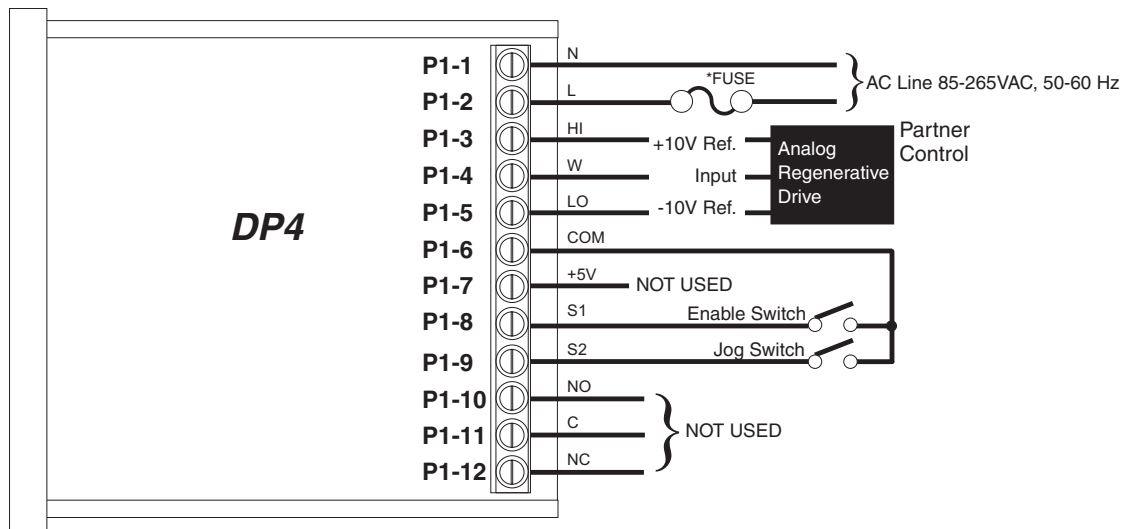 P1-1 N
*FUSE
AC Line 85-265VAC, 50-60 Hz
P1-2 L
P1-3 HI +10V Ref.
P1-4 W Input
P1-5 LO -10V Ref.
Analog
Regenerative
Drive
Partner
Control
DP4
P1-6 COM
P1-7 +5V NOT USED
P1-8 S1 Enable Switch
P1-9 S2 Jog Switch
P1-10 NO
P1-11 C NOT USED
P1-12 NC